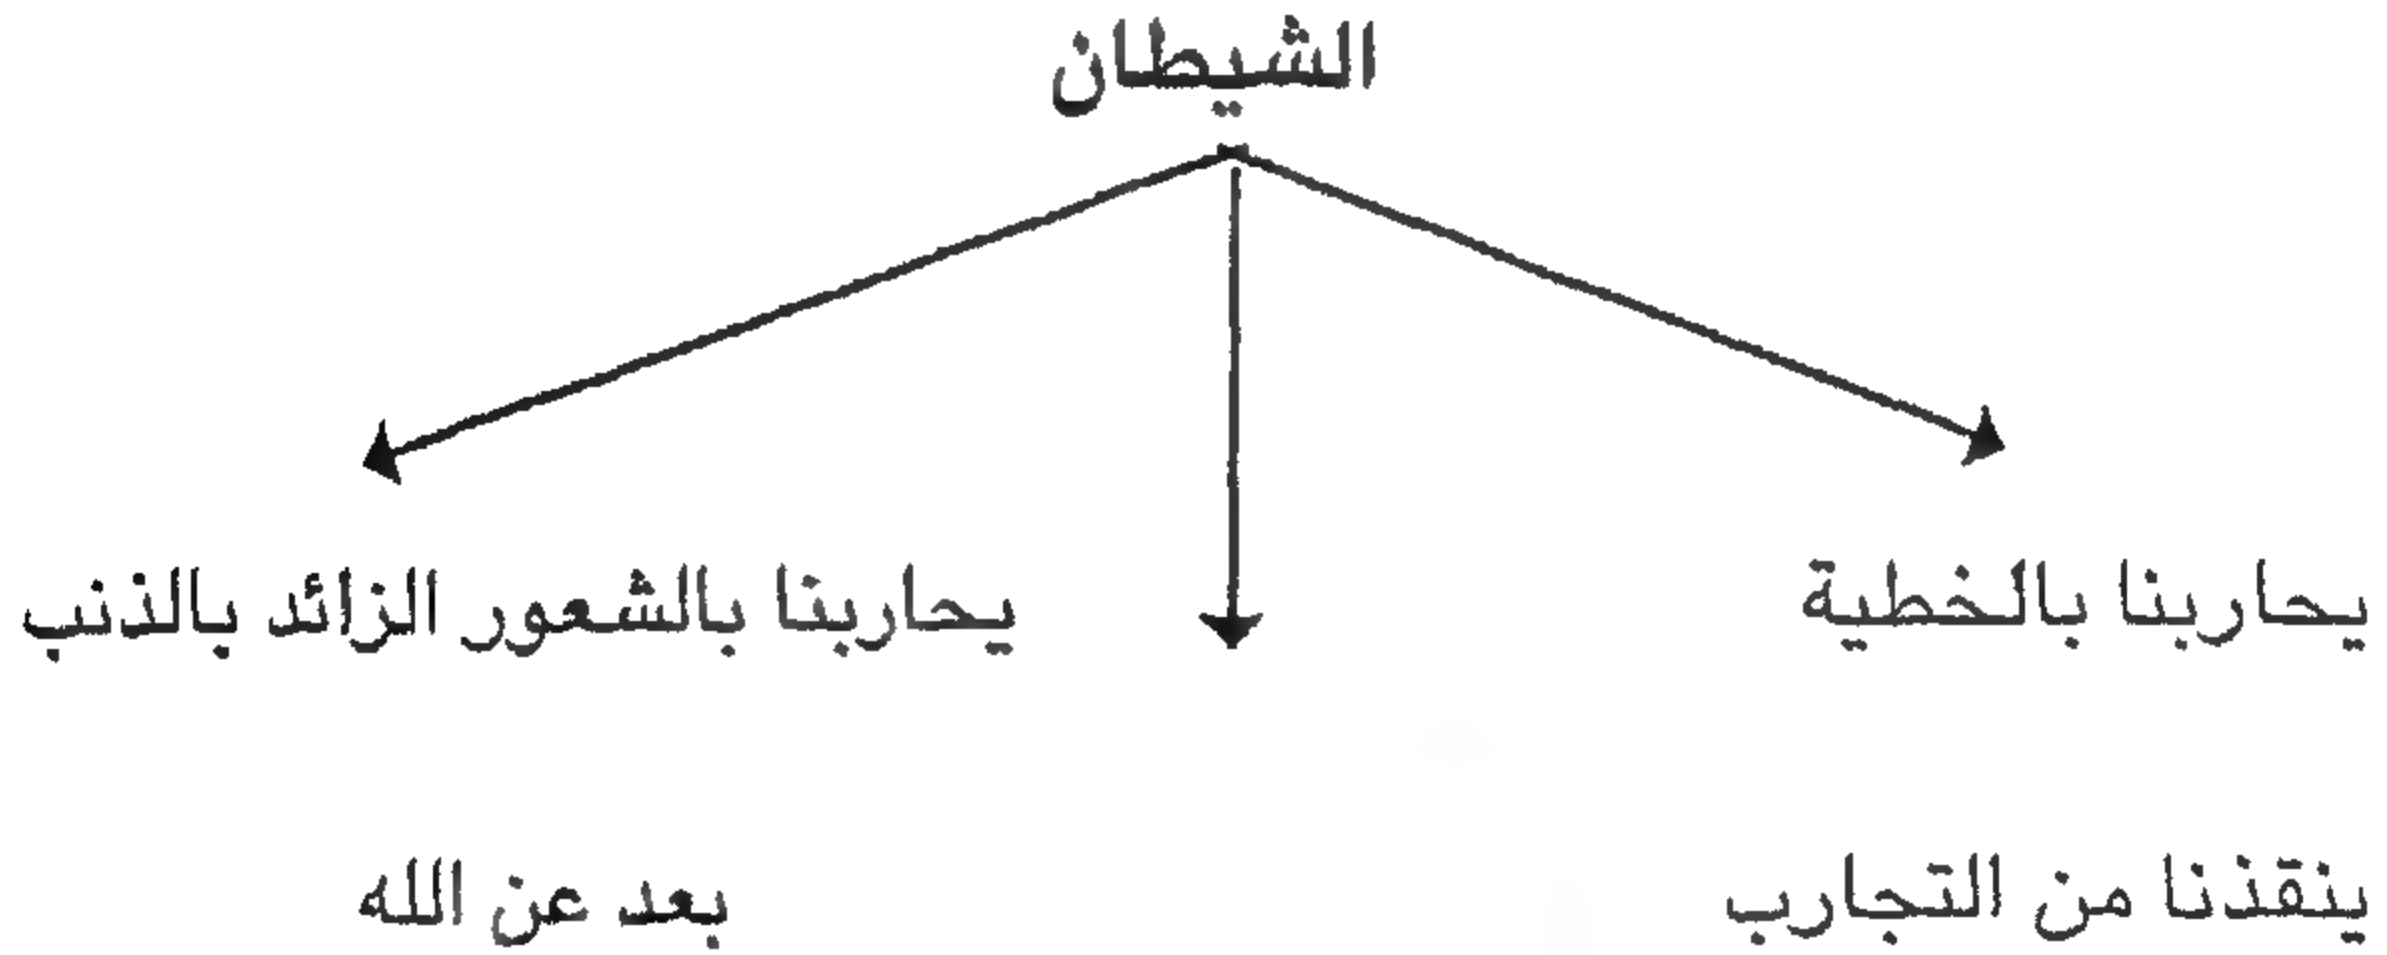 الشيطان
يحاربنا بالخطية
يحاربنا بالشعور الزائد بالذنب
ينقذنا من التجارب
بعد عن الله